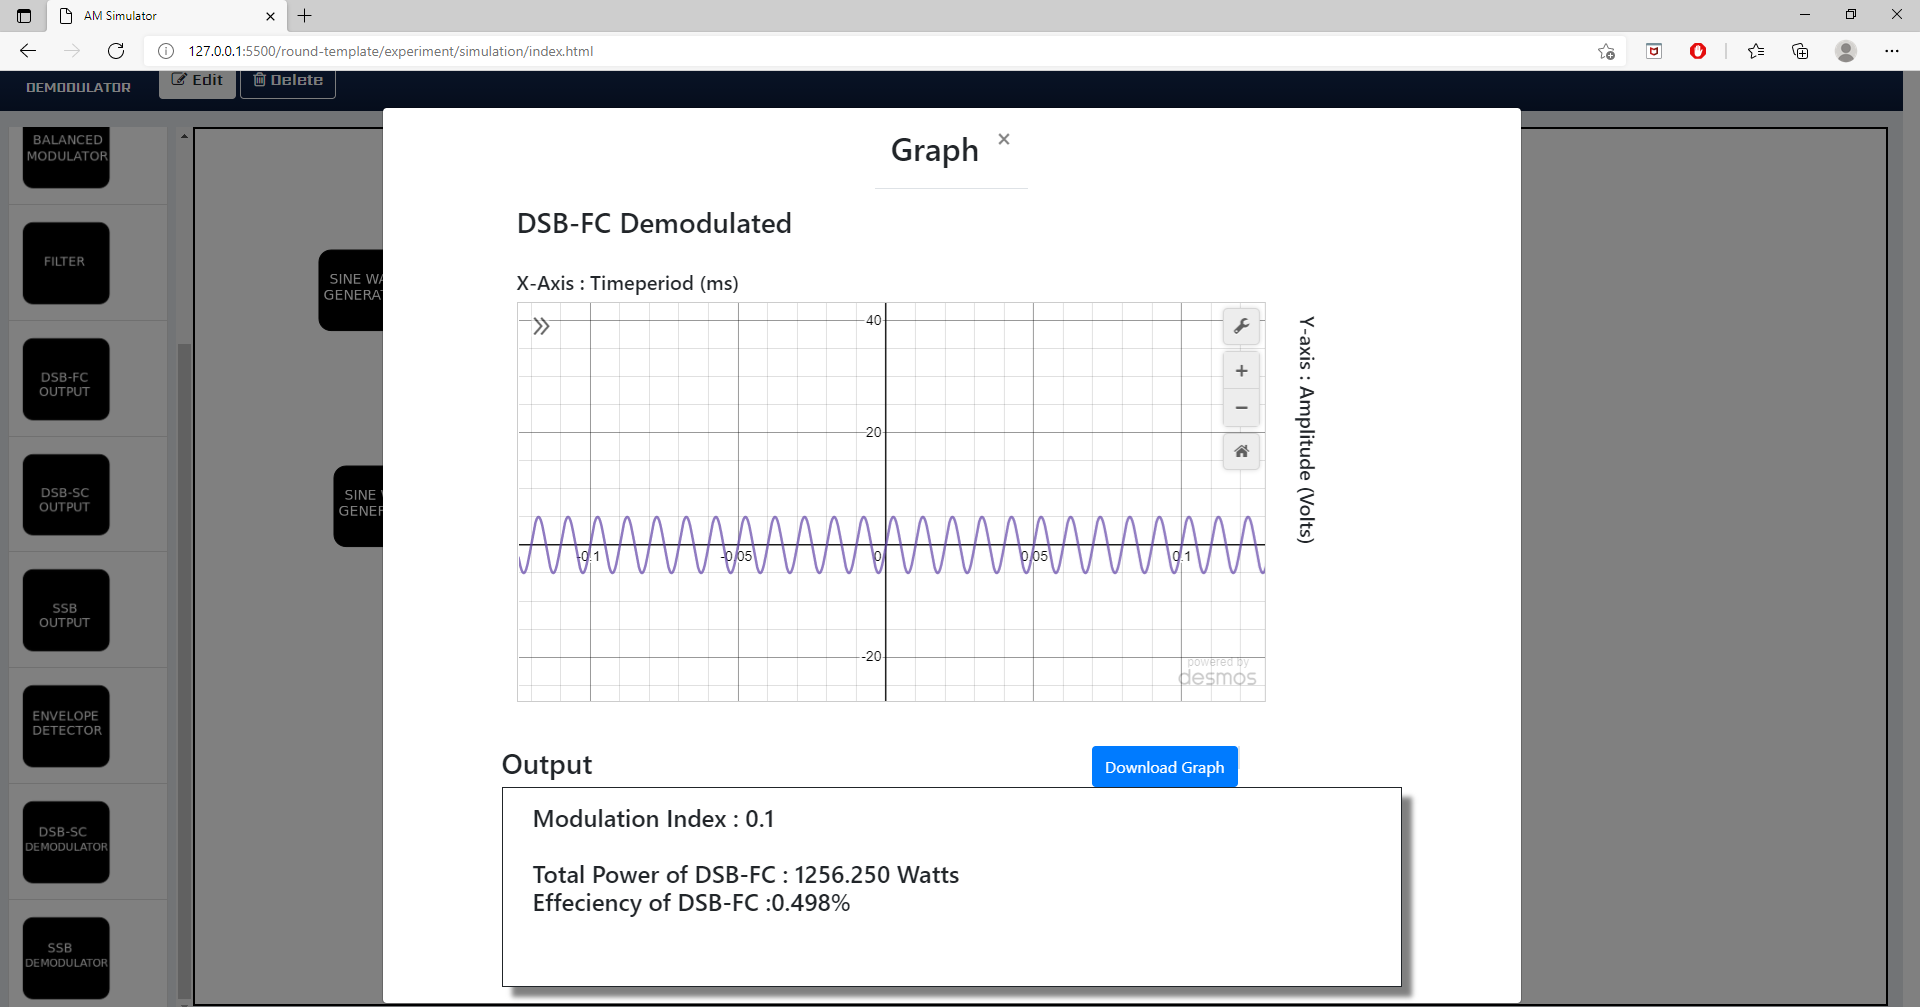 AM Simulator
127.0.0.1:5500/round-template/experiment/simulation/index.html
DEMODULATOR
Edit
Delete
BALANCED
MODULATOR
FILTER
DSB-FC
OUTPUT
DSB-SC
OUTPUT
SSB
OUTPUT
ENVELOPE
DETECTOR
DSB-SC
DEMODULATOR
SSB
DEMODULATOR
SINE WA
GENERA
SINE
GENER
Graph
DSB-FC Demodulated
X-Axis : Timeperiod (ms)
40
20
-0.1
-0.05
0
0.05
0.1
-20
powered by
desmos
Y-axis : Amplitude (Volts)
Output
Download Graph
Modulation Index : 0.1
Total Power of DSB-FC : 1256.250 Watts
Effeciency of DSB-FC :0.498%